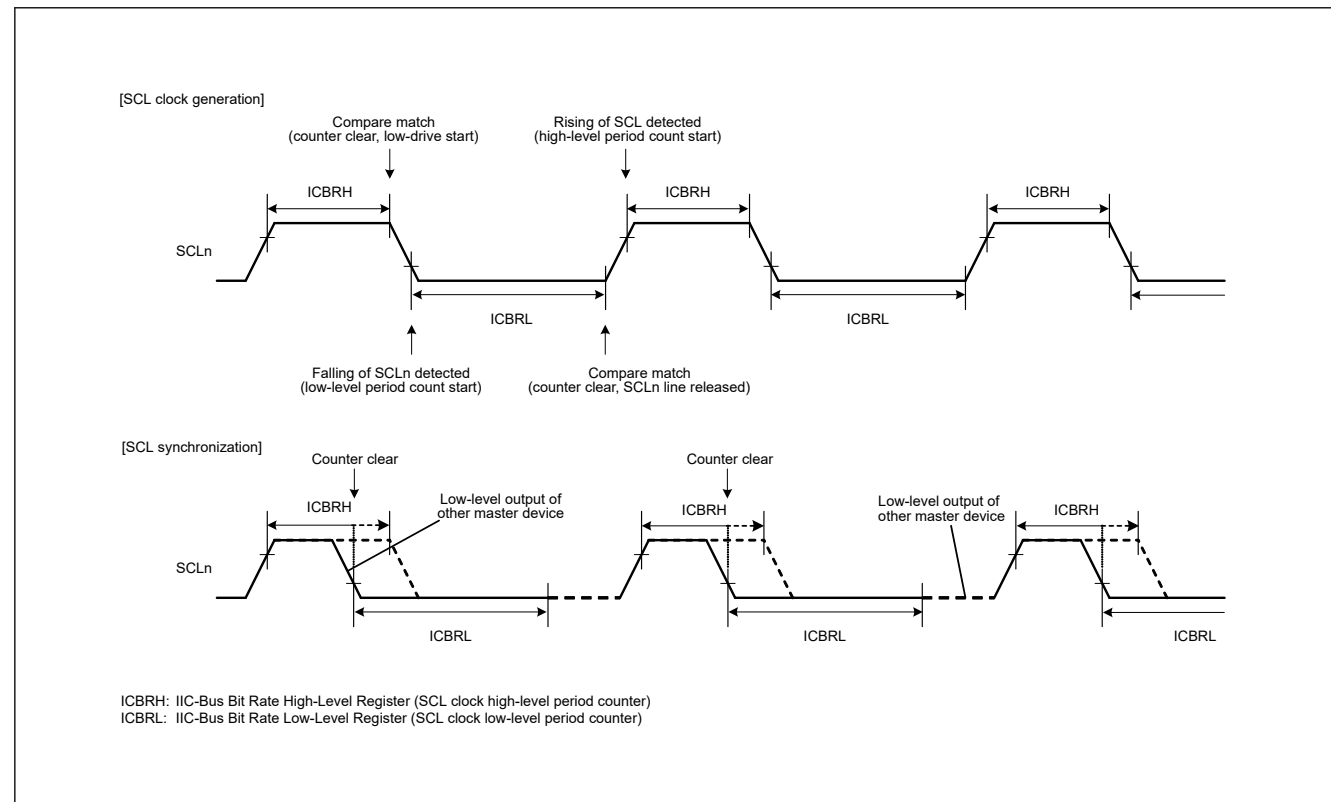 [SCL clock generation]
Compare match
(counter clear, low-drive start)
Rising of SCL detected
(high-level period count start)
ICBRH
ICBRH
ICBRH
SCLn
ICBRL
ICBRL
Falling of SCLn detected
(low-level period count start)
Compare match
(counter clear, SCLn line released)
[SCL synchronization]
Counter clear
Counter clear
ICBRH
Low-level output of
other master device
ICBRH
Low-level output of
other master device
ICBRH
SCLn
ICBRL
ICBRL
ICBRL
ICBRH: IIC-Bus Bit Rate High-Level Register (SCL clock high-level period counter)
ICBRL: IIC-Bus Bit Rate Low-Level Register (SCL clock low-level period counter)